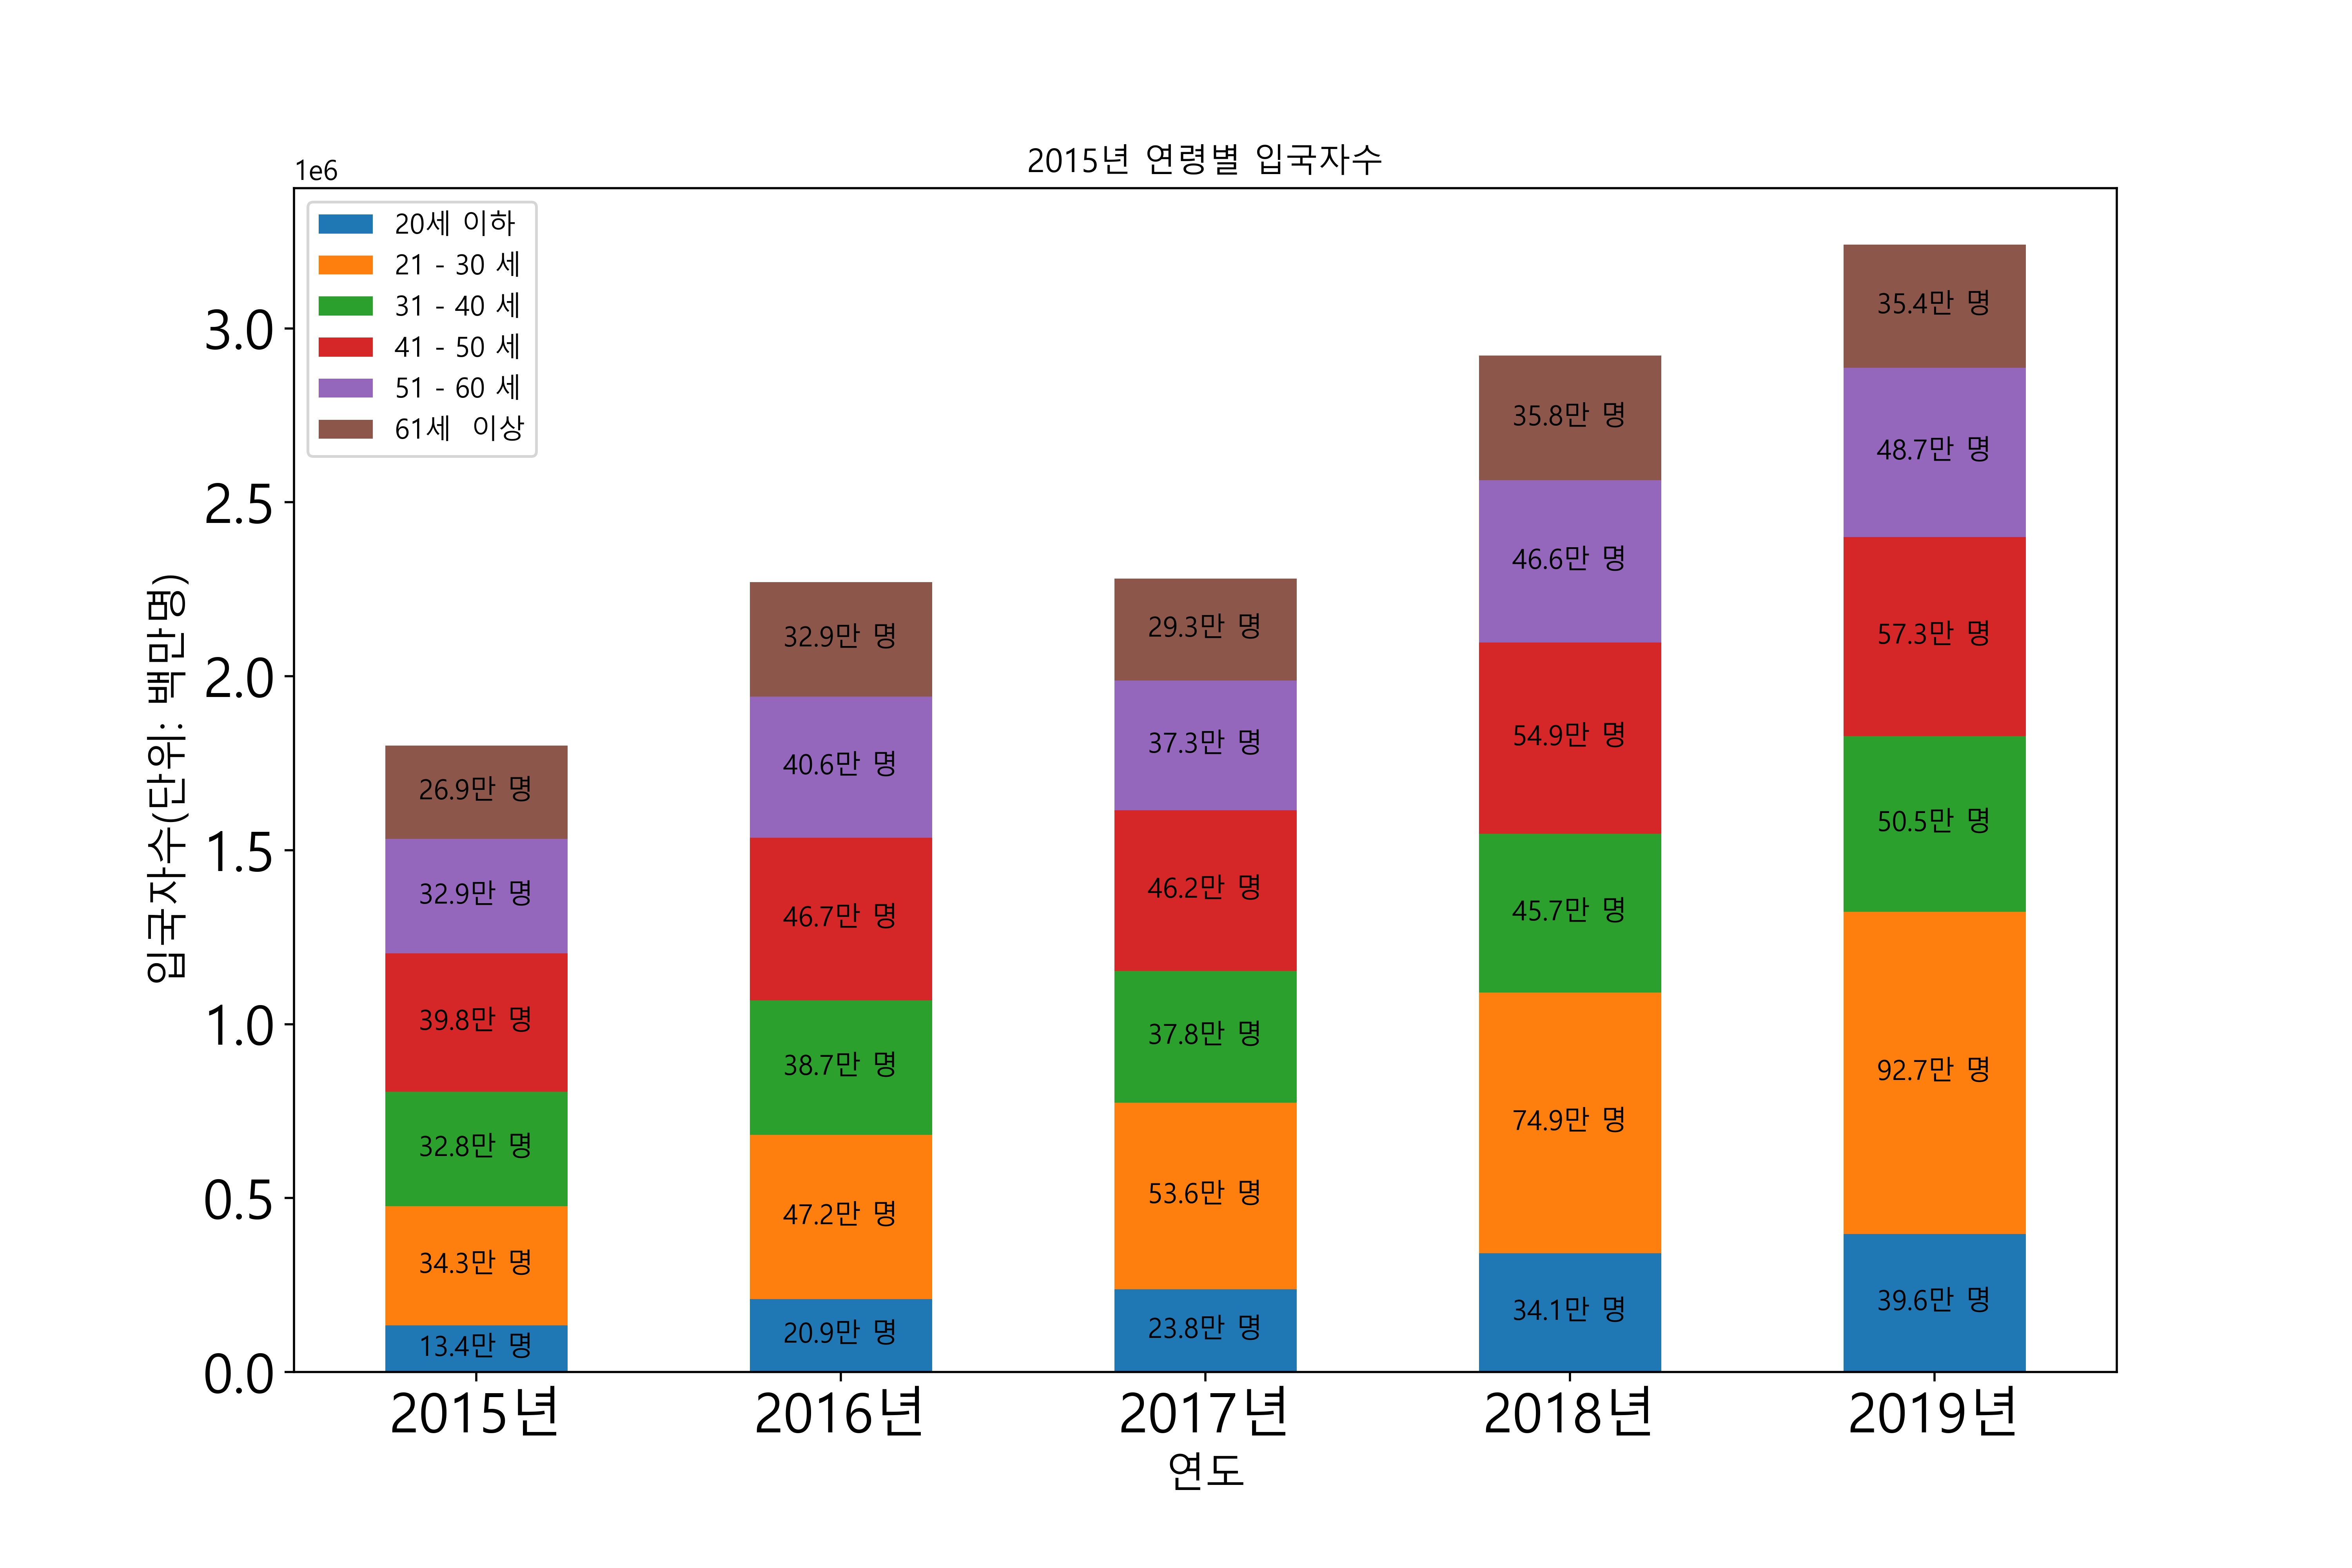 2015년 연령별 입국자수
1e6
20세 이하
21 - 30 세
31 - 40 세
41 - 50 세
51 - 60 세
61세  이상
입국자수(단위: 백만명)
3.0
2.5
2.0
1.5
1.0
0.5
0.0
26.9만 명
32.9만 명
39.8만 명
32.8만 명
34.3만 명
13.4만 명
32.9만 명
40.6만 명
46.7만 명
38.7만 명
47.2만 명
20.9만 명
29.3만 명
37.3만 명
46.2만 명
37.8만 명
53.6만 명
23.8만 명
35.8만 명
46.6만 명
54.9만 명
45.7만 명
74.9만 명
34.1만 명
35.4만 명
48.7만 명
57.3만 명
50.5만 명
92.7만 명
39.6만 명
2015년 2016년 2017년 2018년 2019년
연도